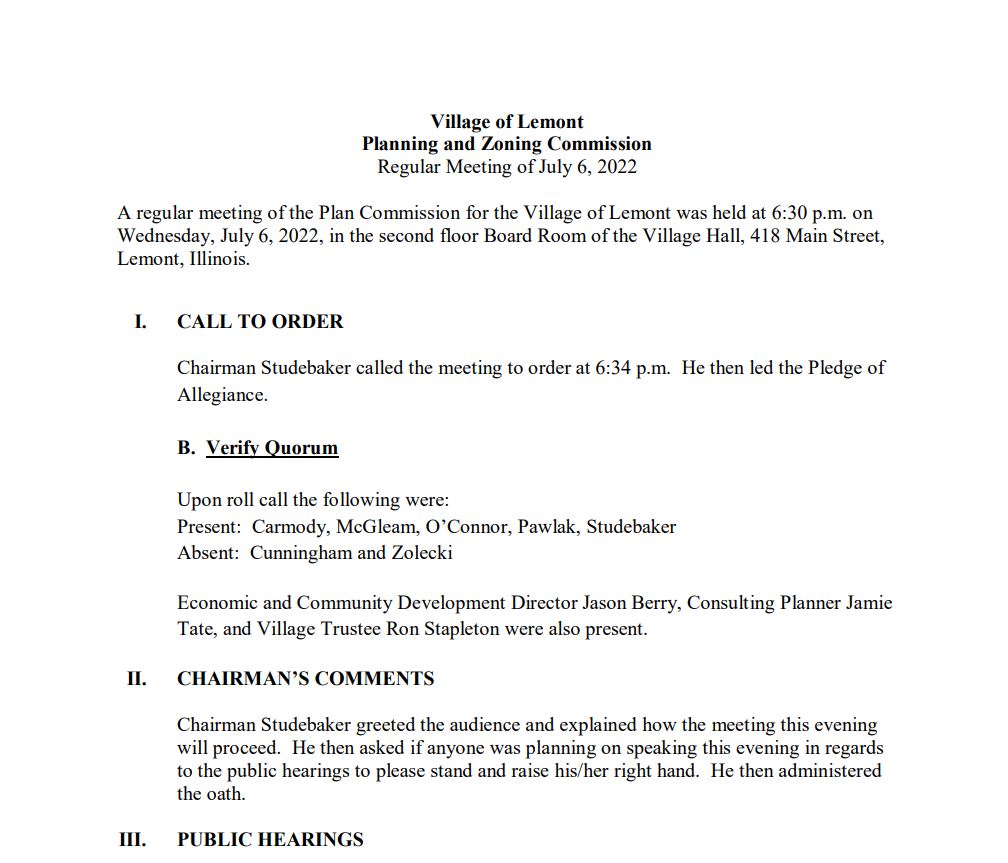 Village of Lemont
Planning and Zoning Commission
Regular Meeting of July 6, 2022
A regular meeting of the Plan Commission for the Village of Lemont was held at 6:30 p.m. on
Wednesday, July 6, 2022, in the second floor Board Room of the Village Hall, 418 Main Street,
Lemont, Illinois.
I. CALL TO ORDER
Chairman Studebaker called the meeting to order at 6:34 p.m. He then led the Pledge of
Allegiance.
B. Verify Quorum
Upon roll call the following were:
Present: Carmody, McGleam, O’Connor, Pawlak, Studebaker
Absent: Cunningham and Zolecki
Economic and Community Development Director Jason Berry, Consulting Planner Jamie
Tate, and Village Trustee Ron Stapleton were also present.
II. CHAIRMAN’S COMMENTS
Chairman Studebaker greeted the audience and explained how the meeting this evening
will proceed. He then asked if anyone was planning on speaking this evening in regards
to the public hearings to please stand and raise his/her right hand. He then administered
the oath.
III. PUBLIC HEARINGS